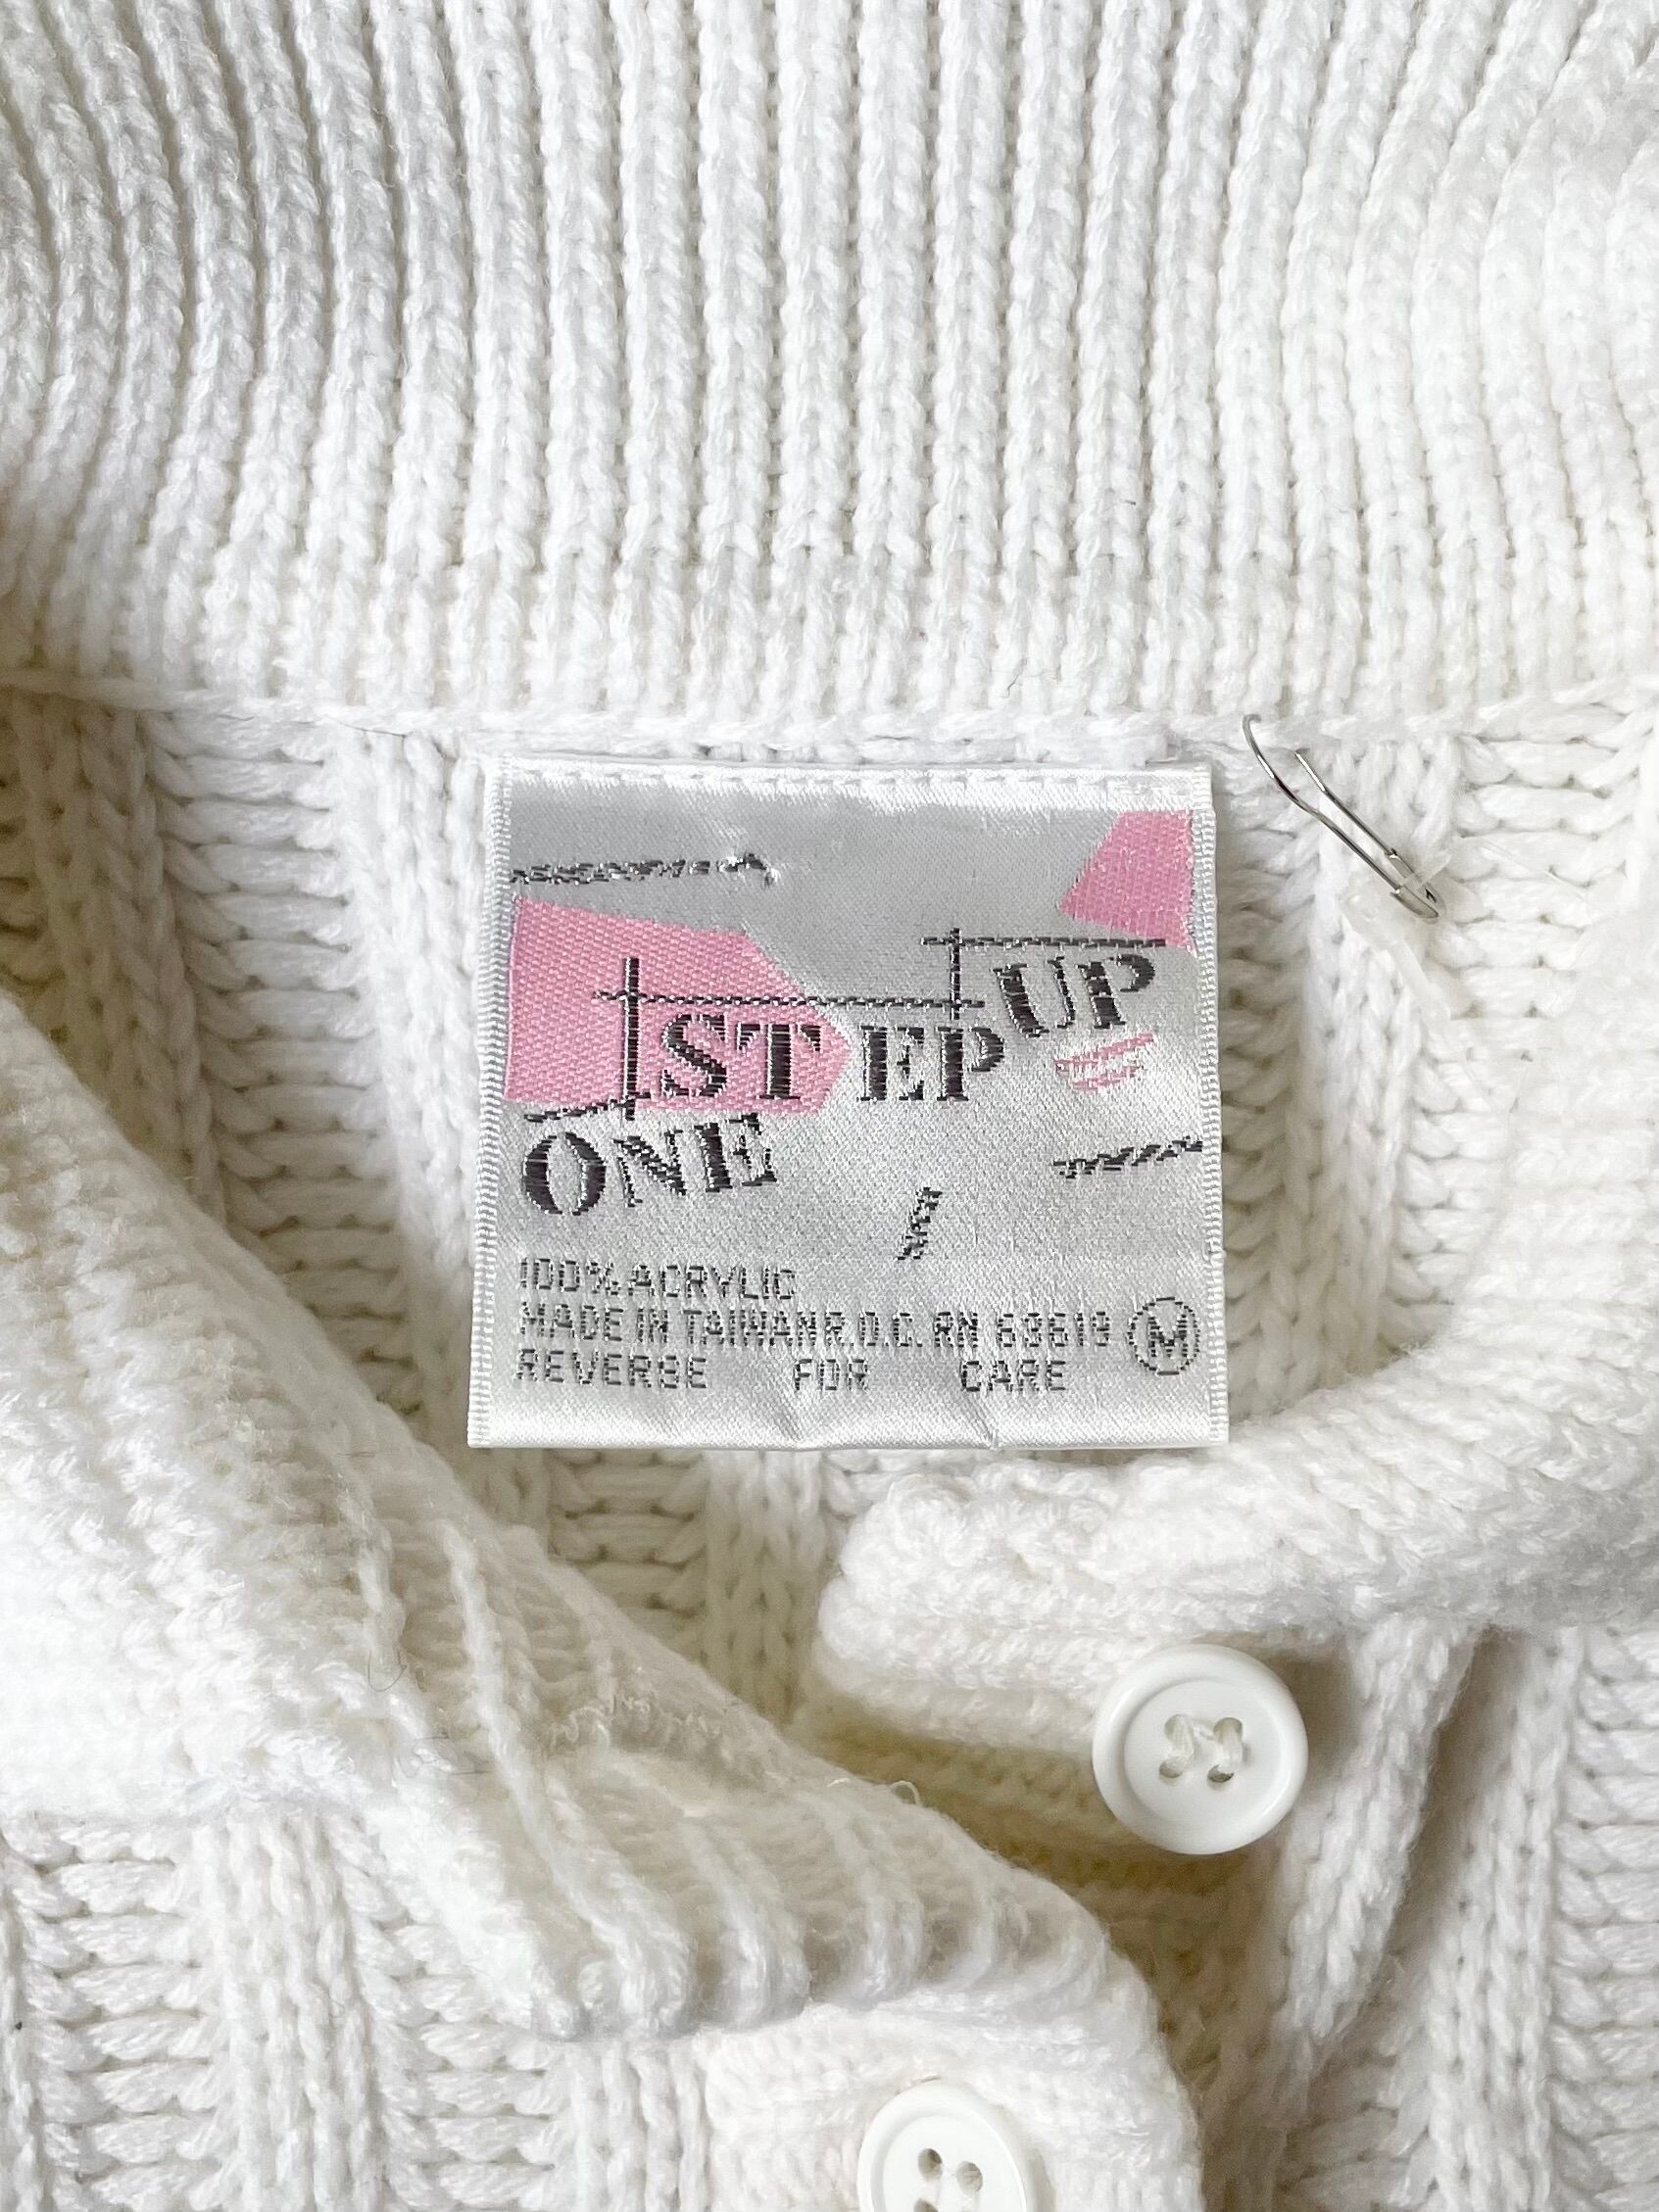 ONE STEP UP
100% ACRYLIC
MADE IN TAIWAN R.O.C. RN 63619 M
REVERSE FOR CARE